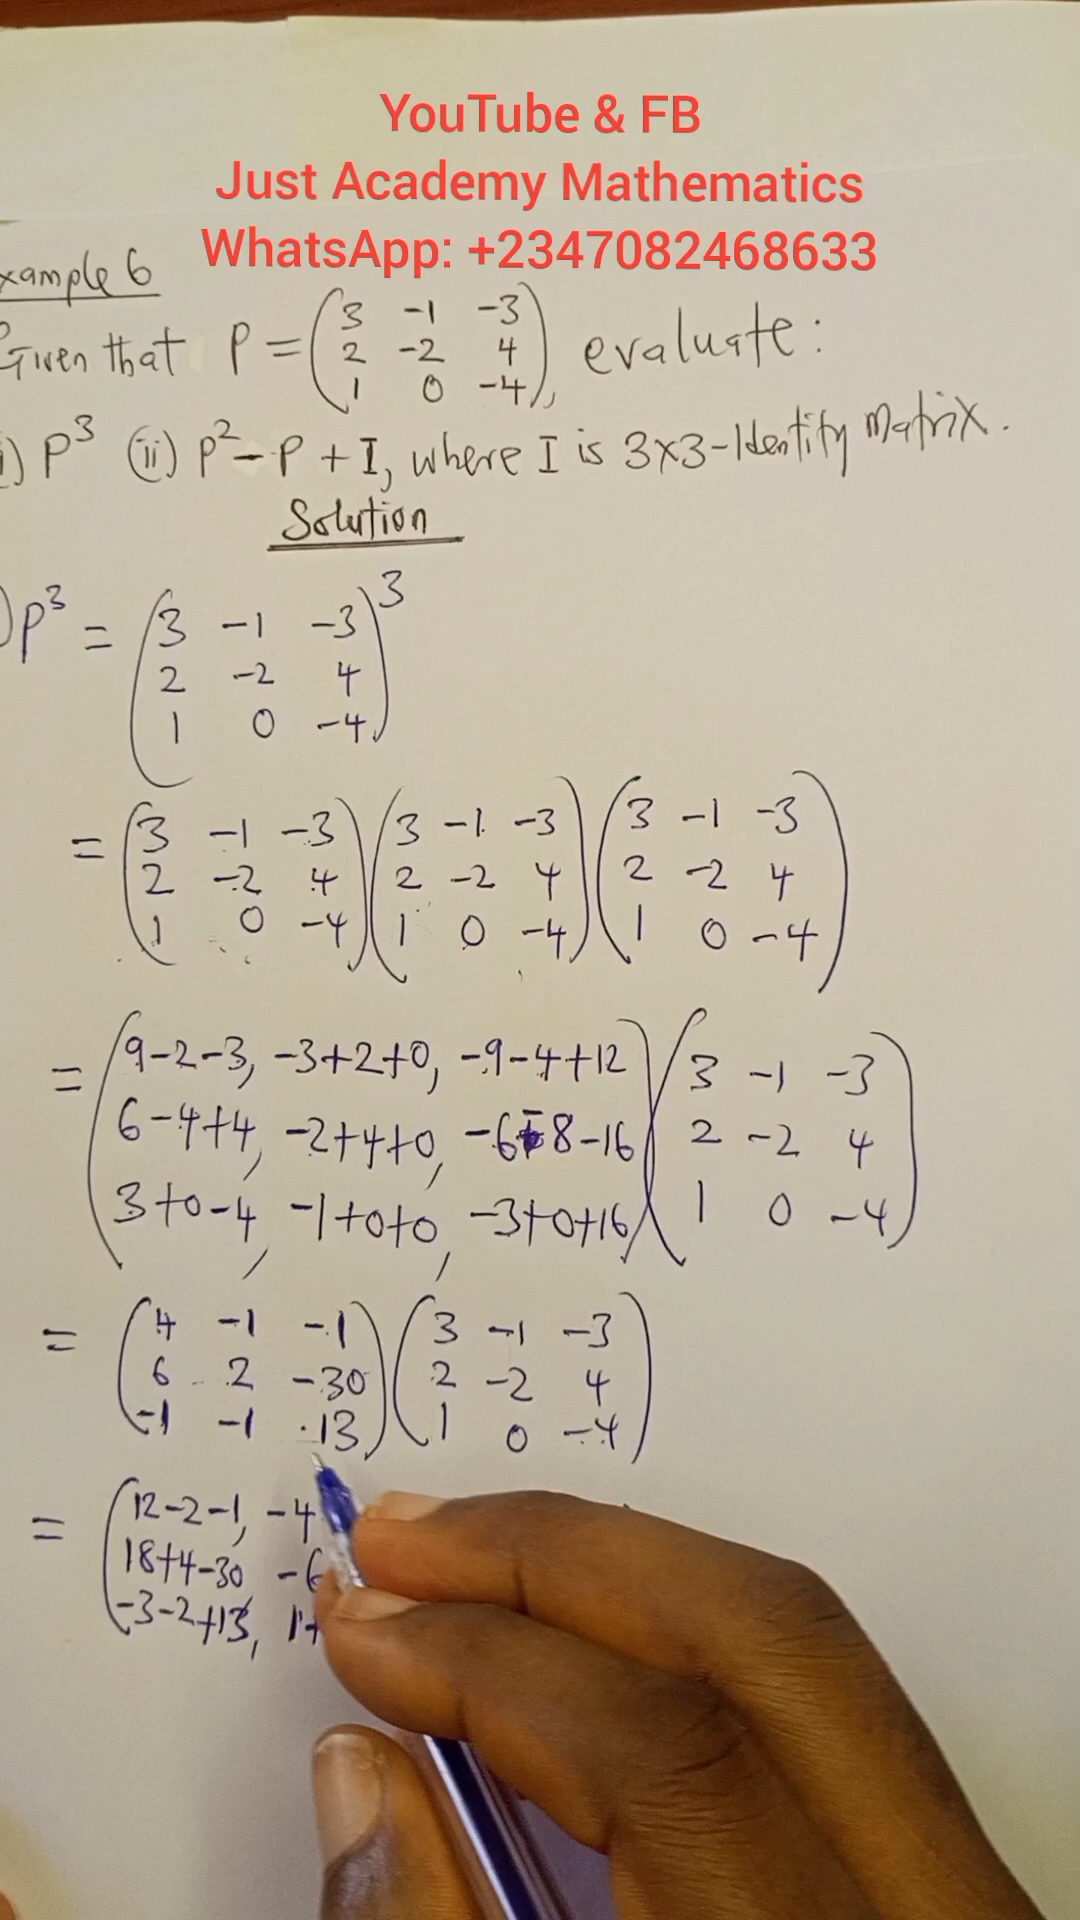 YouTube & FB
Just Academy Mathematics
WhatsApp: +2347082468633
xample 6
Given that P = (3 -1 -3
2 -2 4
1 0 -4), evaluate:
i) P³ (ii) P² - P + I, where I is 3x3-Identity Matrix.
Solution
) P³ = (3 -1 -3
2 -2 4
1 0 -4)³
= (3 -1 -3 ) (3 -1 -3 ) (3 -1 -3
2 -2 4 2 -2 4 2 -2 4
1 0 -4 1 0 -4 1 0 -4)
= (9-2-3, -3+2+0, -9-4+12) (3 -1 -3
6-4+4, -2+4+0, -6-8-16 2 -2 4
3+0-4, -1+0+0, -3+0+16 1 0 -4)
= (4 -1 -1) (3 -1 -3
6 2 -30 2 -2 4
-1 -1 13 1 0 -4)
= (12-2-1, -4
18+4-30 -6
-3-2+13, 1+